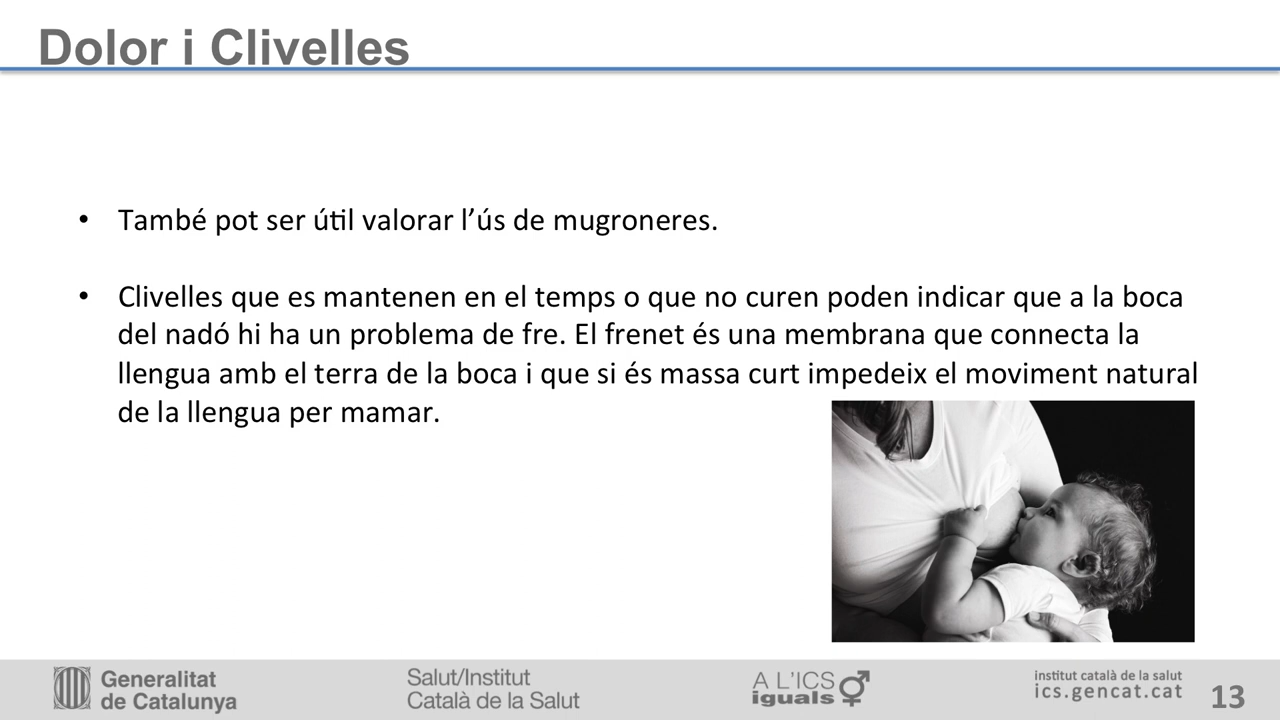 Dolor i Clivelles
• També pot ser útil valorar l’ús de mugroneres.
• Clivelles que es mantenen en el temps o que no curen poden indicar que a la boca
del nadó hi ha un problema de fre. El frenet és una membrana que connecta la
llengua amb el terra de la boca i que si és massa curt impedeix el moviment natural
de la llengua per mamar.
Generalitat
de Catalunya
Salut/Institut
Català de la Salut
A L'ICS
iguals
institut català de la salut
ics.gencat.cat
13